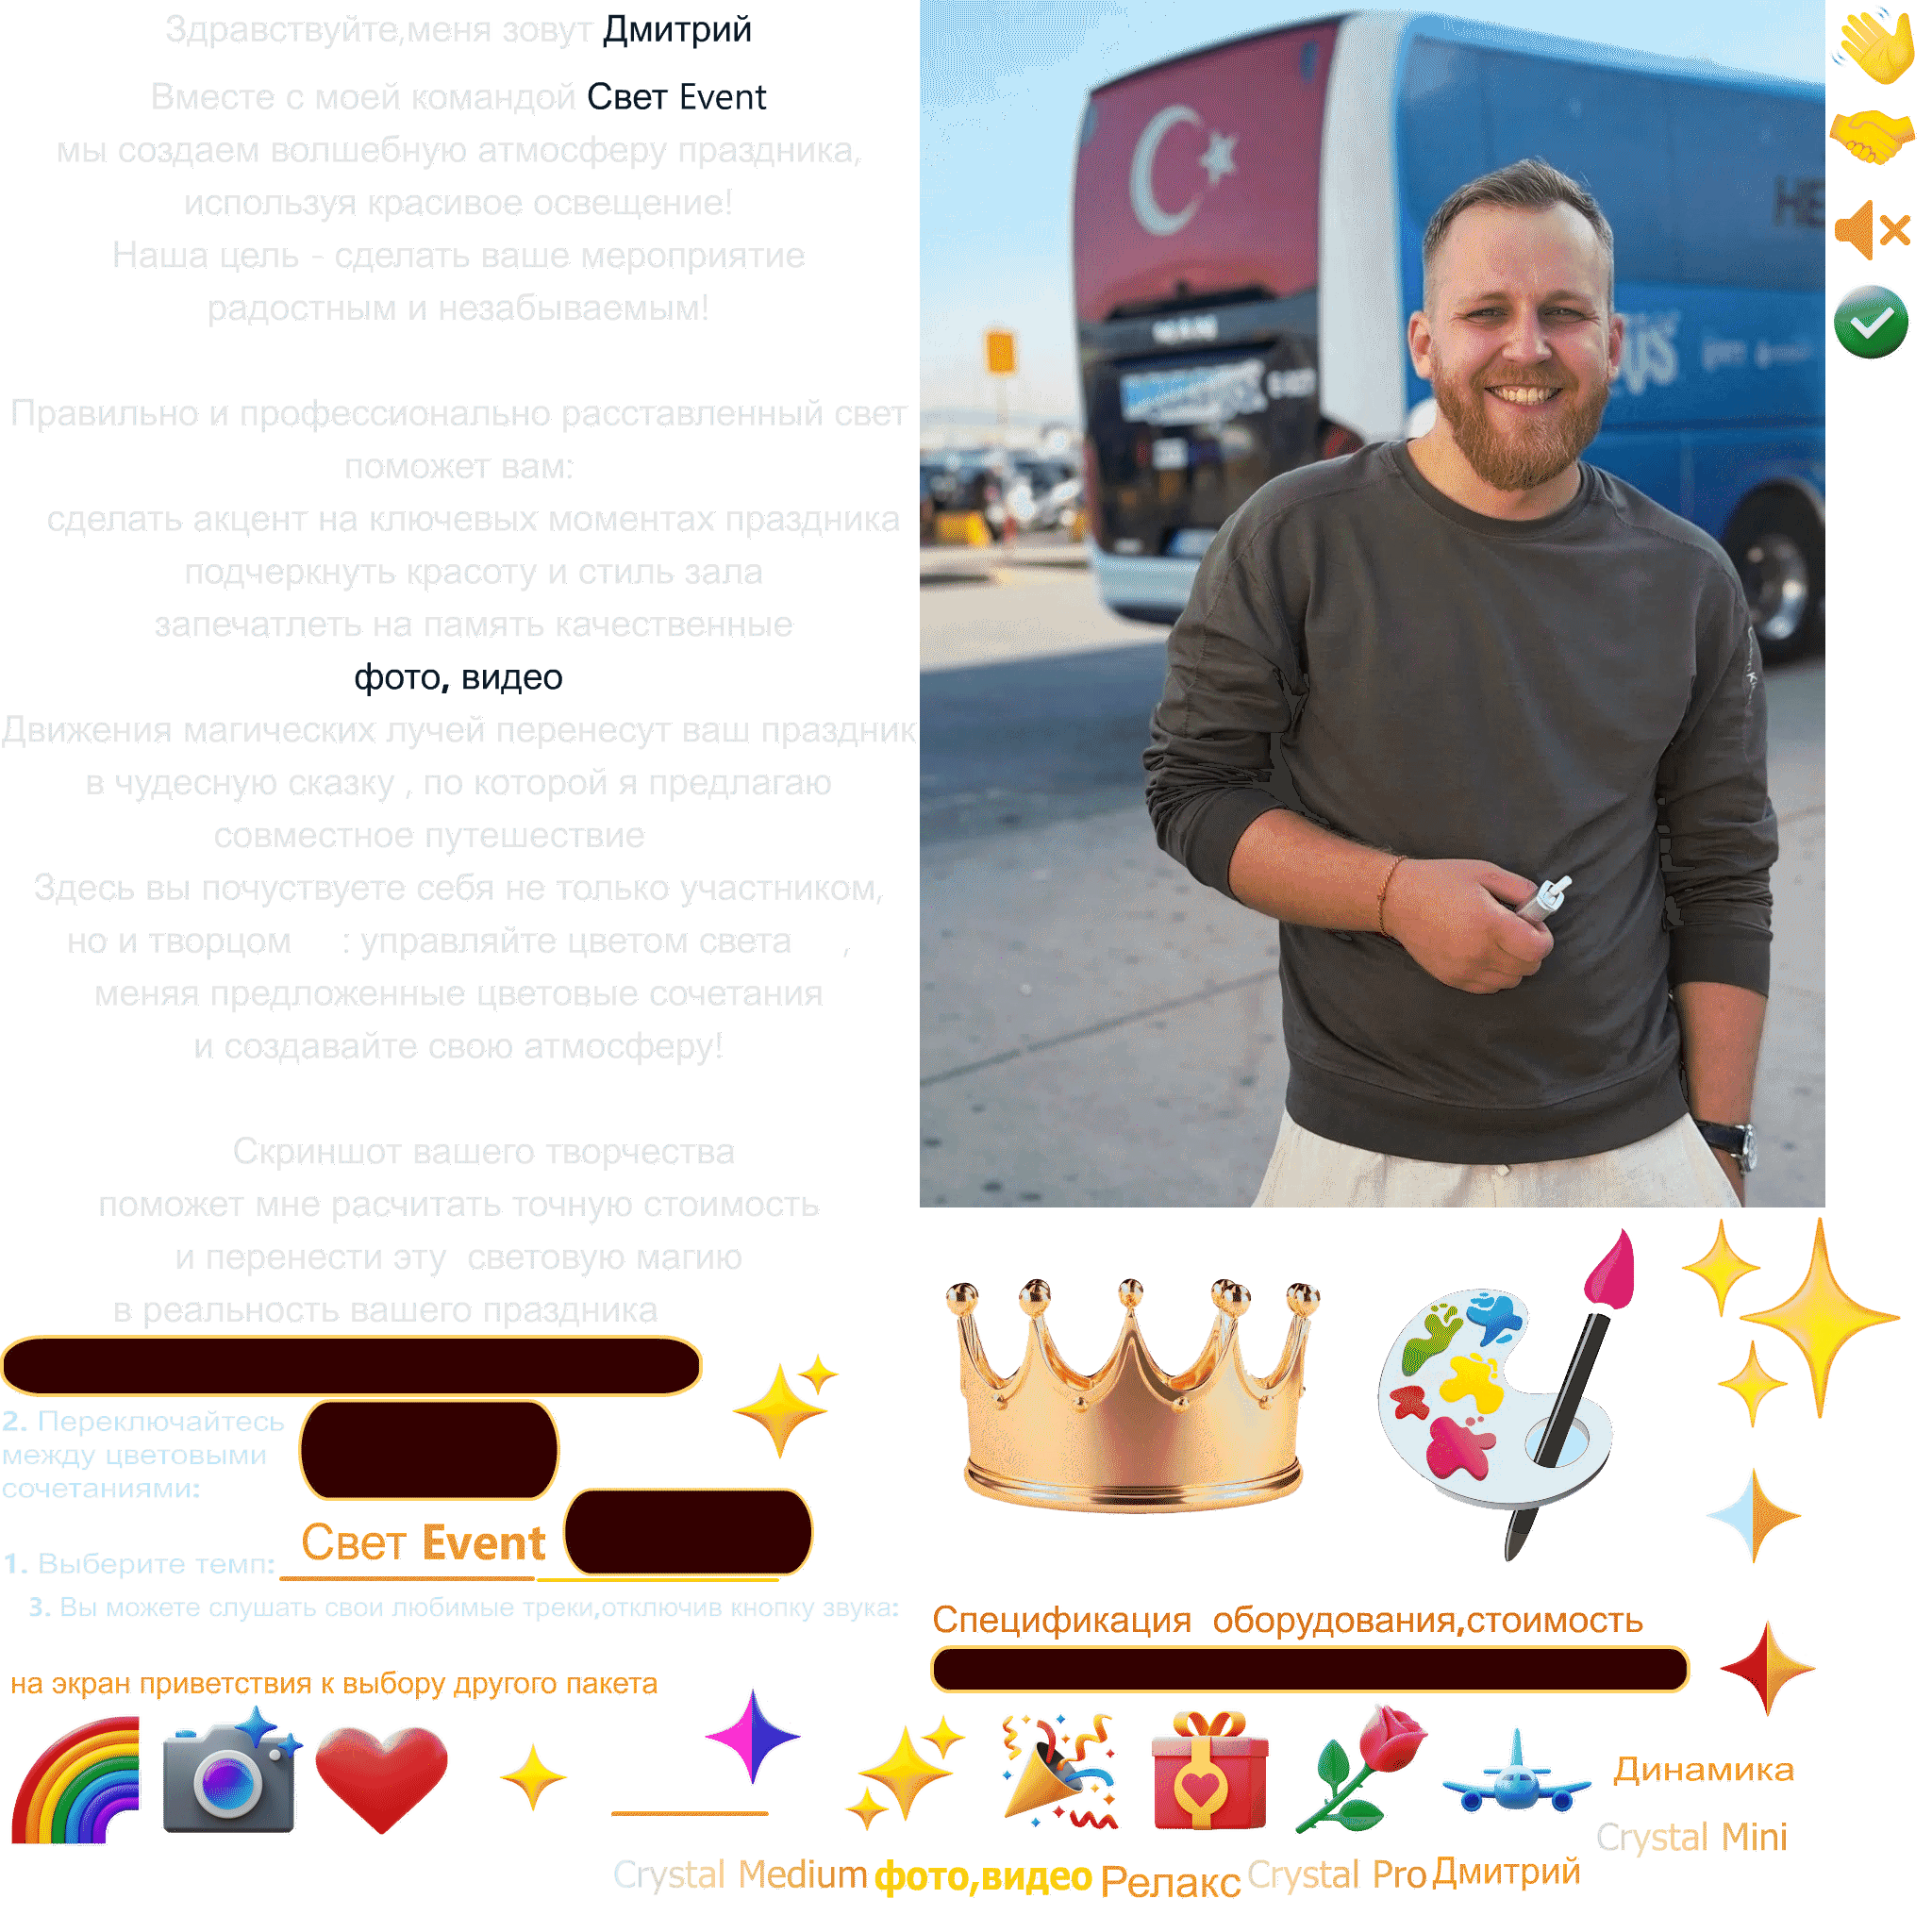 Здравствуйте,меня зовут Дмитрий
Вместе с моей командой Свет Event
мы создаем волшебную атмосферу праздника,
используя красивое освещение!
Наша цель - сделать ваше мероприятие
радостным и незабываемым!
Правильно и профессионально расставленный свет
поможет вам:
сделать акцент на ключевых моментах праздника
подчеркнуть красоту и стиль зала
запечатлеть на память качественные
фото, видео
Движения магических лучей перенесут ваш праздник
в чудесную сказку , по которой я предлагаю
совместное путешествие
Здесь вы почуствуете себя не только участником,
но и творцом : управляйте цветом света ,
меняя предложенные цветовые сочетания
и создавайте свою атмосферу!
Скриншот вашего творчества
поможет мне расчитать точную стоимость
и перенести эту световую магию
в реальность вашего праздника
2. Переключайтесь
между цветовыми
сочетаниями:
Свет Event
1. Выберите темп:
3. Вы можете слушать свои любимые треки,отключив кнопку звука:
Спецификация оборудования,стоимость
на экран приветствия к выбору другого пакета
Динамика
Crystal Mini
Crystal Medium
фото,видео
Релакс
Crystal Pro
Дмитрий
MAN
HE